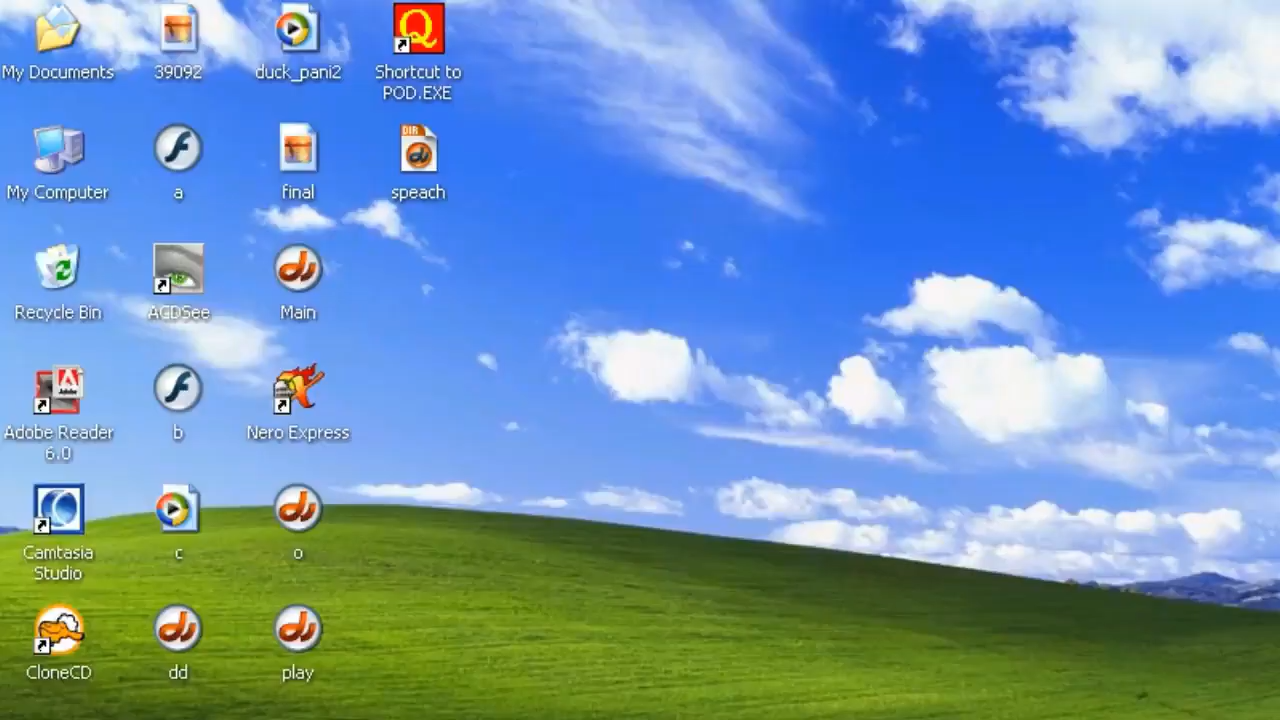 My Documents
39092
duck_pani2
Shortcut to
POD.EXE
My Computer
a
final
DIR
speach
Recycle Bin
ACDSee
Main
Adobe Reader
6.0
b
Nero Express
Camtasia
Studio
c
o
CloneCD
dd
play